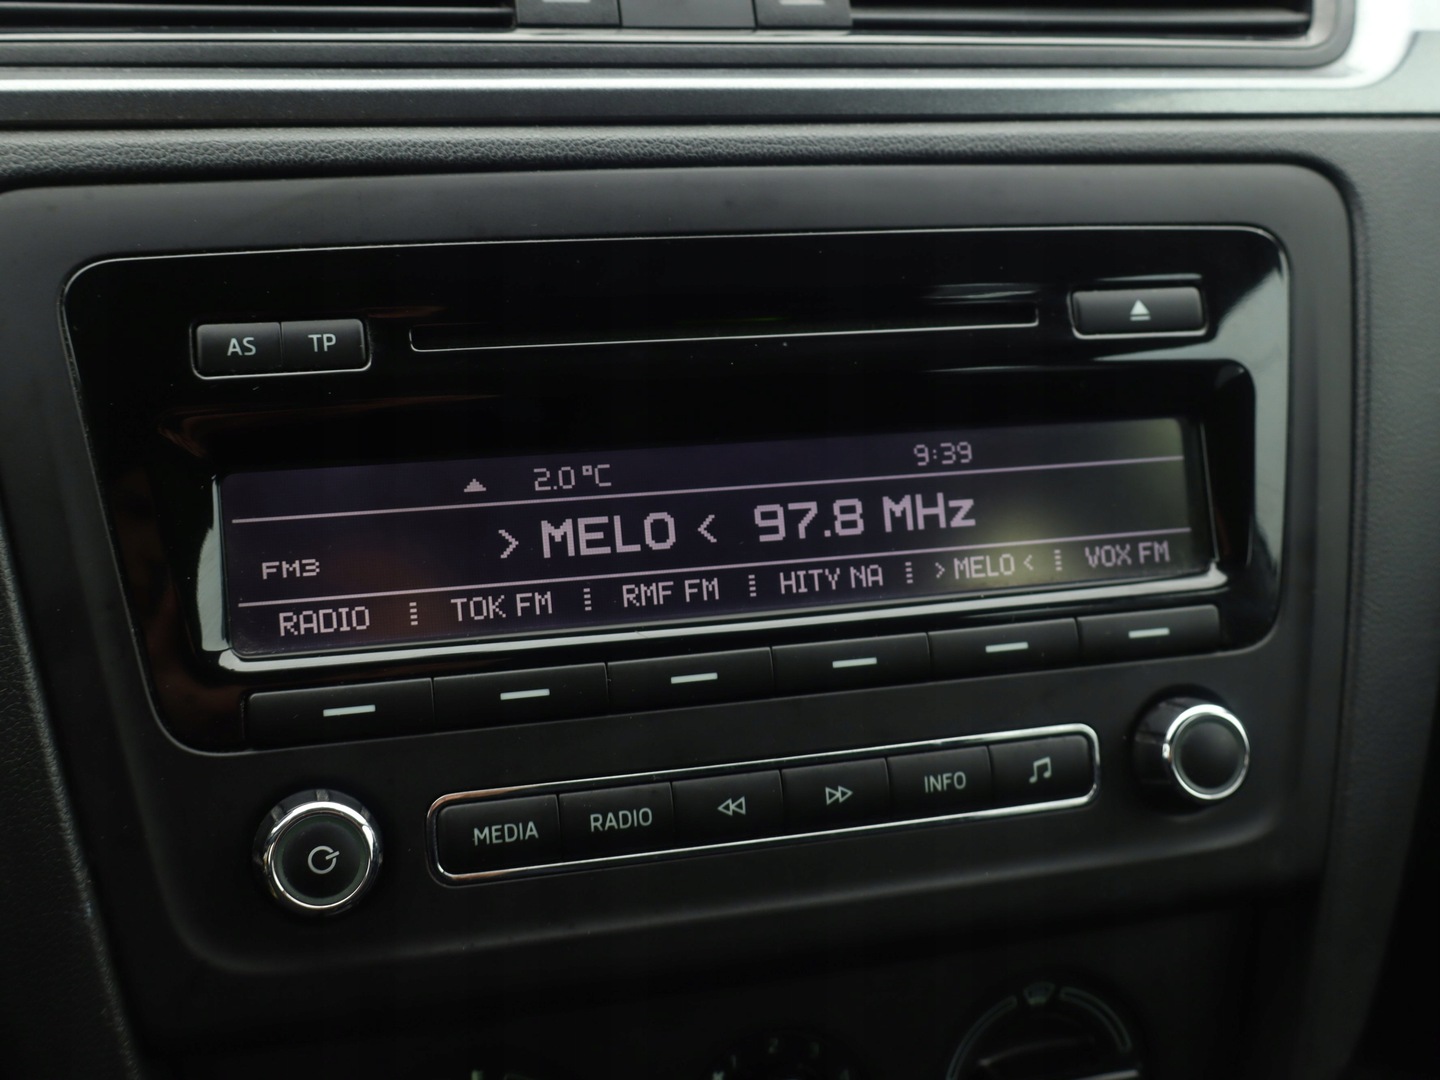 AS TP
2.0 °C 9:39
FM3 > MELO < 97.8 MHz
RADIO TOK FM RMF FM HITY NA > MELO < VOX FM
MEDIA RADIO INFO